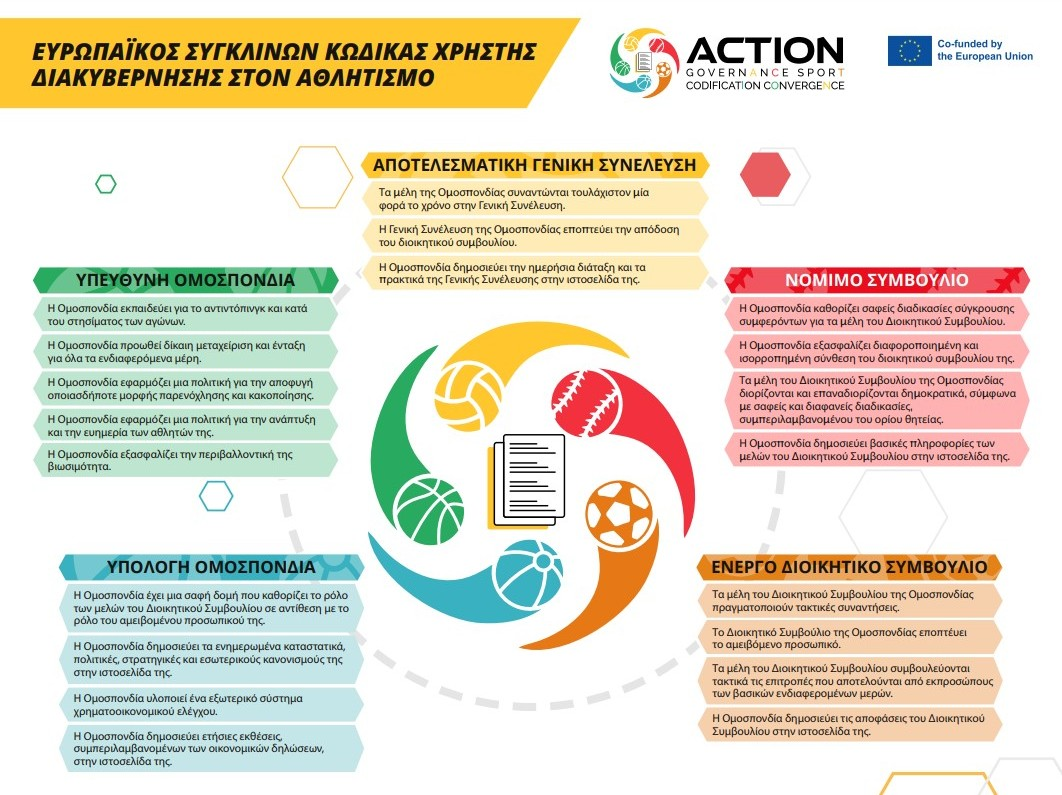 ΕΥΡΩΠΑΪΚΟΣ ΣΥΓΚΛΙΝΩΝ ΚΩΔΙΚΑΣ ΧΡΗΣΤΗΣ
ΔΙΑΚΥΒΕΡΝΗΣΗΣ ΣΤΟΝ ΑΘΛΗΤΙΣΜΟ
ACTION
GOVERNANCE SPORT
CODIFICATION CONVERGENCE
Co-funded by
the European Union
ΑΠΟΤΕΛΕΣΜΑΤΙΚΗ ΓΕΝΙΚΗ ΣΥΝΕΛΕΥΣΗ
Τα μέλη της Ομοσπονδίας συναντώνται τουλάχιστον μία
φορά το χρόνο στην Γενική Συνέλευση.
Η Γενική Συνέλευση της Ομοσπονδίας εποπτεύει την απόδοση
του διοικητικού συμβουλίου.
Η Ομοσπονδία δημοσιεύει την ημερήσια διάταξη και τα
πρακτικά της Γενικής Συνέλευσης στην ιστοσελίδα της.
ΥΠΕΥΘΥΝΗ ΟΜΟΣΠΟΝΔΙΑ
Η Ομοσπονδία εκπαιδεύει για το αντιντόπινγκ και κατά
του στησίματος των αγώνων.
Η Ομοσπονδία προωθεί δίκαιη μεταχείριση και ένταξη
για όλα τα ενδιαφερόμενα μέρη.
Η Ομοσπονδία εφαρμόζει μια πολιτική για την αποφυγή
οποιασδήποτε μορφής παρενόχλησης και κακοποίησης.
Η Ομοσπονδία εφαρμόζει μια πολιτική για την ανάπτυξη
και την ευημερία των αθλητών της.
Η Ομοσπονδία εξασφαλίζει την περιβαλλοντική της
βιωσιμότητα.
ΝΟΜΙΜΟ ΣΥΜΒΟΥΛΙΟ
Η Ομοσπονδία καθορίζει σαφείς διαδικασίες σύγκρουσης
συμφερόντων για τα μέλη του Διοικητικού Συμβουλίου.
Η Ομοσπονδία εξασφαλίζει διαφοροποιημένη και
ισορροπημένη σύνθεση του διοικητικού συμβουλίου της.
Τα μέλη του Διοικητικού Συμβουλίου της Ομοσπονδίας
διορίζονται και επαναδιορίζονται δημοκρατικά, σύμφωνα
με σαφείς και διαφανείς διαδικασίες,
συμπεριλαμβανομένου του ορίου θητείας.
Η Ομοσπονδία δημοσιεύει βασικές πληροφορίες των
μελών του Διοικητικού Συμβουλίου στην ιστοσελίδα της.
ΥΠΟΛΟΓΗ ΟΜΟΣΠΟΝΔΙΑ
Η Ομοσπονδία έχει μια σαφή δομή που καθορίζει το ρόλο
των μελών του Διοικητικού Συμβουλίου σε αντίθεση με το
ρόλο του αμειβομένου προσωπικού της.
Η Ομοσπονδία δημοσιεύει τα ενημερωμένα καταστατικά,
πολιτικές, στρατηγικές και εσωτερικούς κανονισμούς της
στην ιστοσελίδα της.
Η Ομοσπονδία υλοποιεί ένα εξωτερικό σύστημα
χρηματοοικονομικού ελέγχου.
Η Ομοσπονδία δημοσιεύει ετήσιες εκθέσεις,
συμπεριλαμβανομένων των οικονομικών δηλώσεων,
στην ιστοσελίδα της.
ΕΝΕΡΓΟ ΔΙΟΙΚΗΤΙΚΟ ΣΥΜΒΟΥΛΙΟ
Τα μέλη του Διοικητικού Συμβουλίου της Ομοσπονδίας
πραγματοποιούν τακτικές συναντήσεις.
Το Διοικητικό Συμβούλιο της Ομοσπονδίας εποπτέυει
το αμειβόμενο προσωπικό.
Τα μέλη του Διοικητικού Συμβουλίου συμβουλεύονται
τακτικά τις επιτροπές που αποτελούνται από εκπροσώπους
των βασικών ενδιαφερομένων μερών.
Η Ομοσπονδία δημοσιεύει τις αποφάσεις του Διοικητικού
Συμβουλίου στην ιστοσελίδα της.